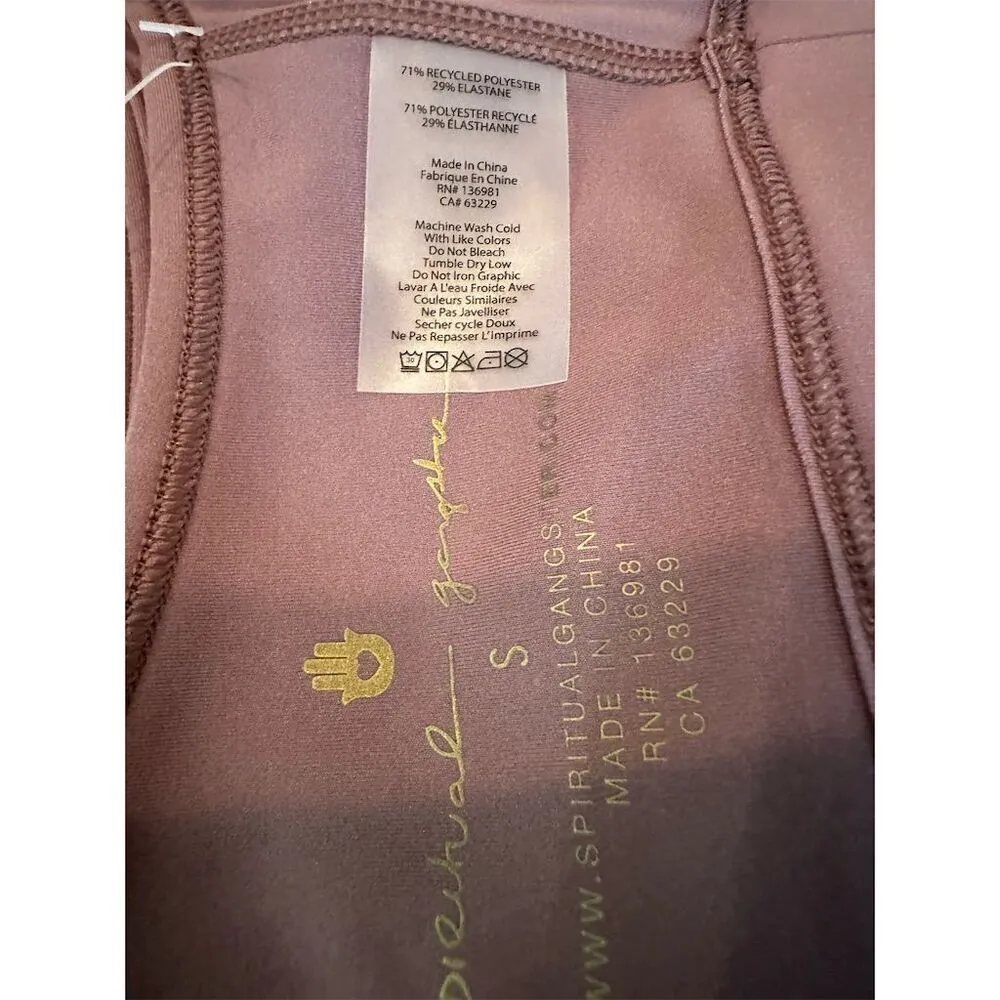 71% RECYCLED POLYESTER
29% ELASTANE
71% POLYESTER RECYCLÉ
29% ÉLASTHANNE
Made In China
Fabrique En Chine
RN# 136981
CA# 63229
Machine Wash Cold
With Like Colors
Do Not Bleach
Tumble Dry Low
Do Not Iron Graphic
Lavar A L'eau Froide Avec
Couleurs Similaires
Ne Pas Javelliser
Secher cycle Doux
Ne Pas Repasser L'imprime
30
spiritual gangster
S
WWW.SPIRITUALGANGSTER.COM
MADE IN CHINA
RN# 136981
CA 63229